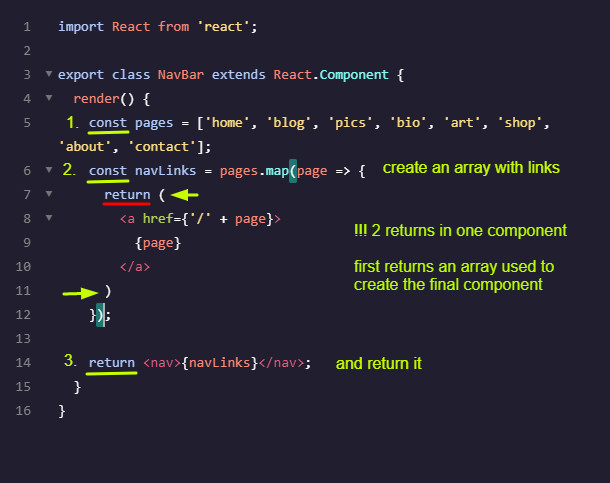 1 import React from 'react';
2
3 export class NavBar extends React.Component {
4 render() {
5 1. const pages = ['home', 'blog', 'pics', 'bio', 'art', 'shop',
'about', 'contact'];
6 2. const navLinks = pages.map(page => { create an array with links
7 return (
8 <a href={'/' + page}> !!! 2 returns in one component
9 {page}
10 </a> first returns an array used to
create the final component
11 )
12 });
13
14 3. return <nav>{navLinks}</nav>; and return it
15 }
16 }